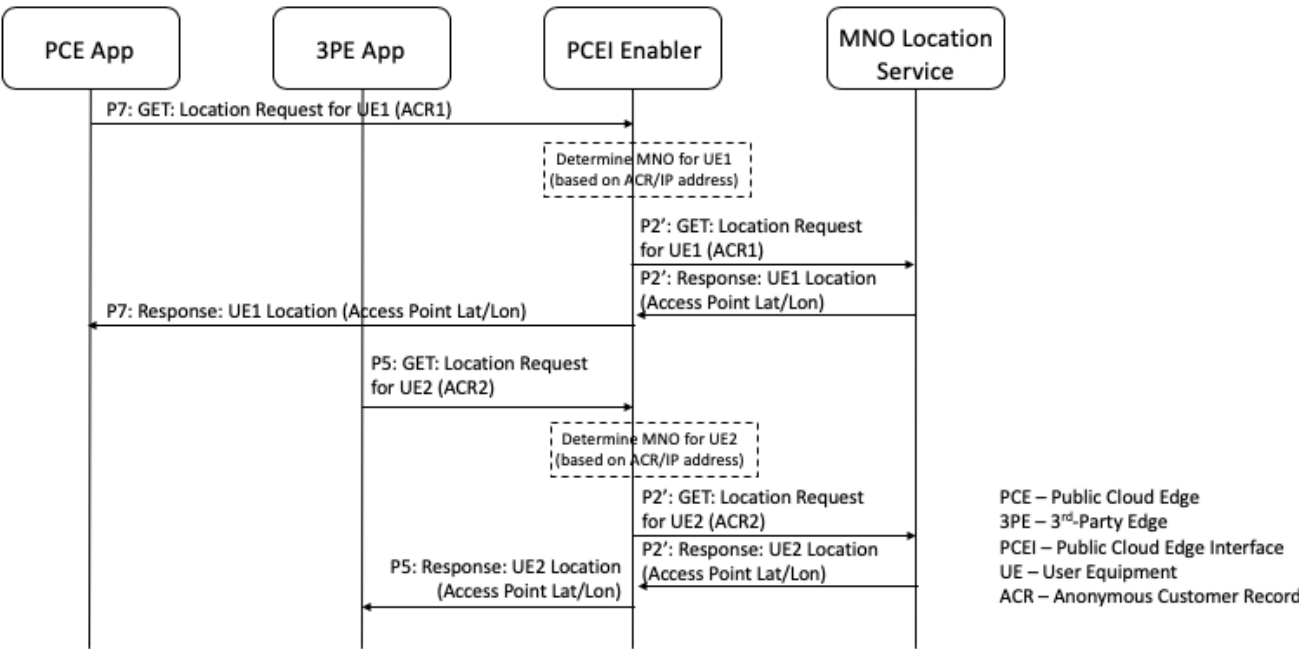 PCE App
3PE App
PCEI Enabler
MNO Location
Service
P7: GET: Location Request for UE1 (ACR1)
Determine MNO for UE1
(based on ACR/IP address)
P2’: GET: Location Request
for UE1 (ACR1)
P2’: Response: UE1 Location
(Access Point Lat/Lon)
P7: Response: UE1 Location (Access Point Lat/Lon)
P5: GET: Location Request
for UE2 (ACR2)
Determine MNO for UE2
(based on ACR/IP address)
P2’: GET: Location Request
for UE2 (ACR2)
P2’: Response: UE2 Location
(Access Point Lat/Lon)
P5: Response: UE2 Location
(Access Point Lat/Lon)
PCE – Public Cloud Edge
3PE – 3rd-Party Edge
PCEI – Public Cloud Edge Interface
UE – User Equipment
ACR – Anonymous Customer Record